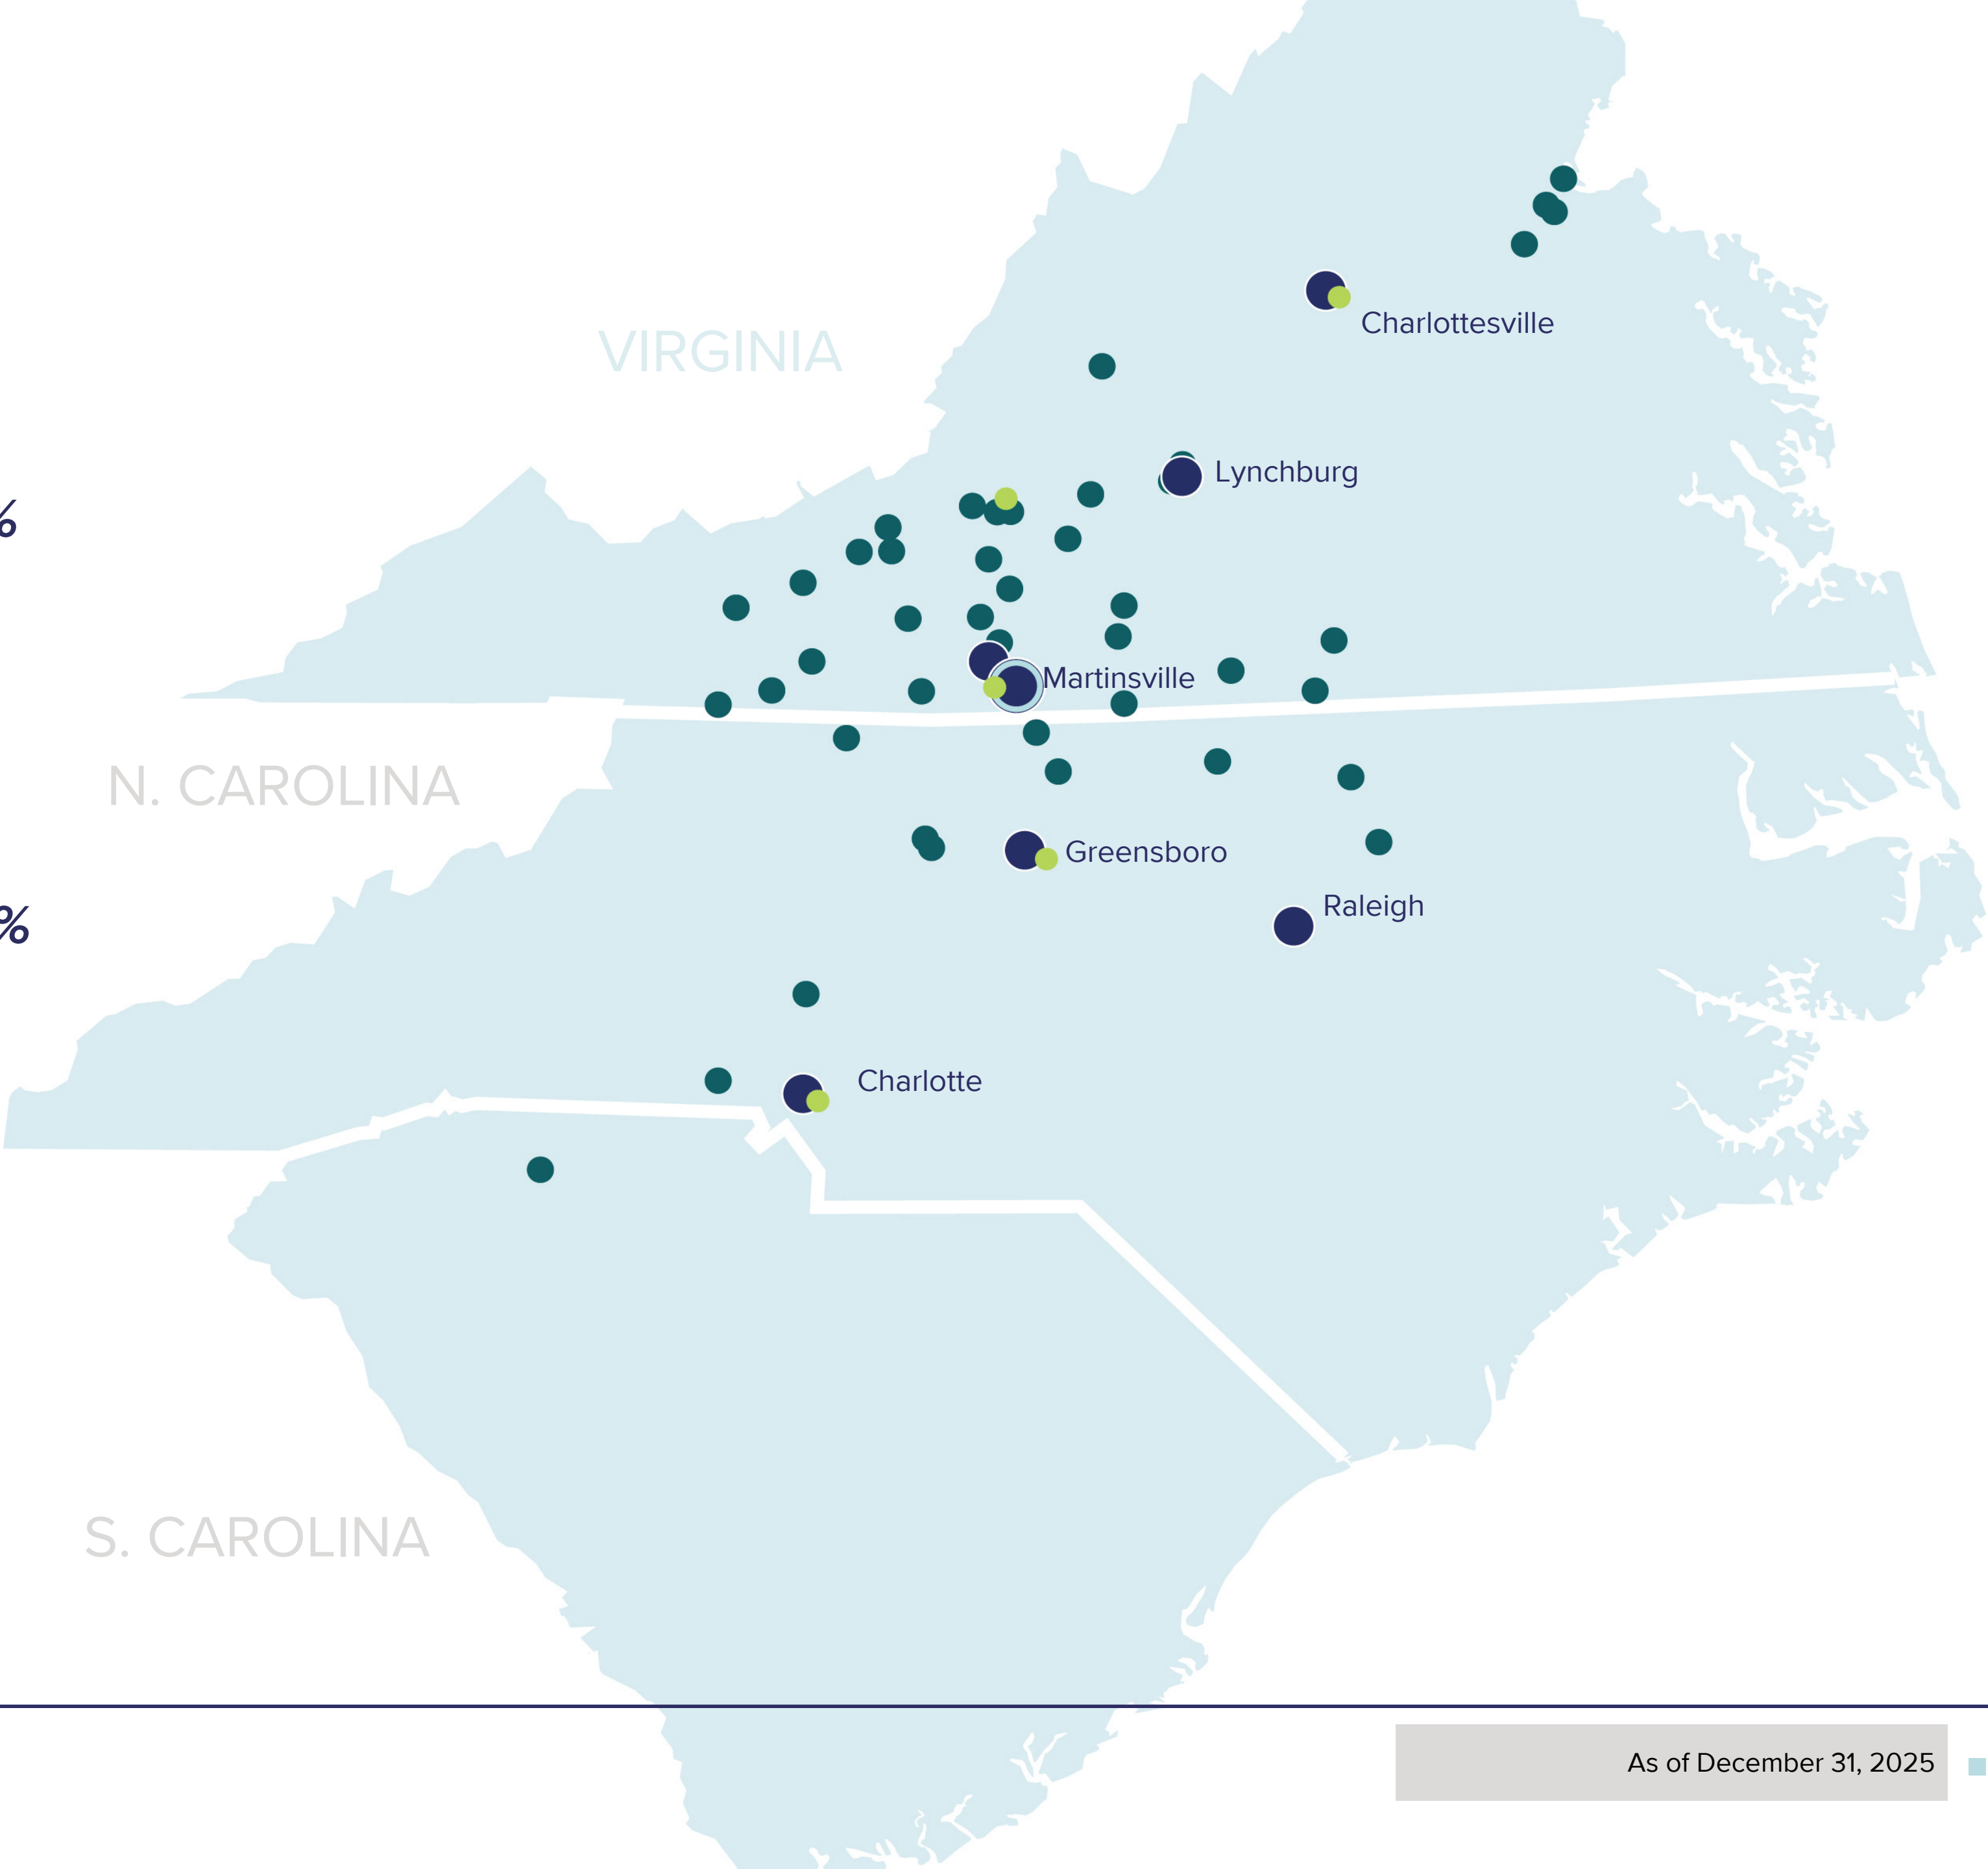 Charlottesville
VIRGINIA
Lynchburg
%
Martinsville
N. CAROLINA
Greensboro
Raleigh
%
Charlotte
S. CAROLINA
As of December 31, 2025